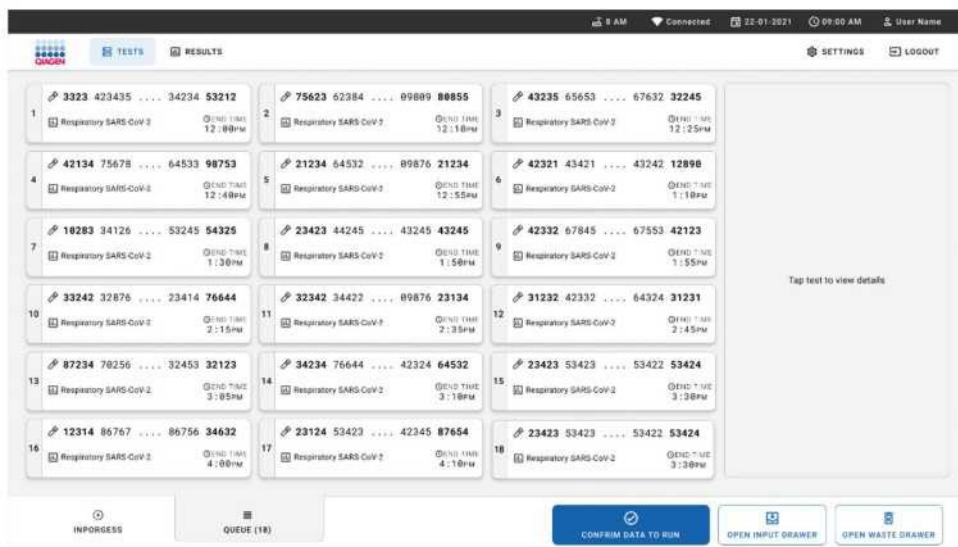 8 AM Connected 22-01-2021 09:00 AM User Name
QIAGEN TESTS RESULTS SETTINGS LOGOUT
1 3323 423435 .... 34234 53212
Respiratory SARS-CoV-2 END TIME 12:00PM
2 75623 62384 .... 09809 80855
Respiratory SARS-CoV-2 END TIME 12:10PM
3 43235 65653 .... 67632 32245
Respiratory SARS-CoV-2 END TIME 12:25PM
4 42134 75678 .... 64533 98753
Respiratory SARS-CoV-2 END TIME 12:40PM
5 21234 64532 .... 09876 21234
Respiratory SARS-CoV-2 END TIME 12:55PM
6 42321 43421 .... 43242 12890
Respiratory SARS-CoV-2 END TIME 1:10PM
7 10283 34126 .... 53245 54325
Respiratory SARS-CoV-2 END TIME 1:30PM
8 23423 44245 .... 43245 43245
Respiratory SARS-CoV-2 END TIME 1:50PM
9 42332 67845 .... 67553 42123
Respiratory SARS-CoV-2 END TIME 1:55PM
10 33242 32876 .... 23414 76644
Respiratory SARS-CoV-2 END TIME 2:15PM
11 32342 34422 .... 09876 23134
Respiratory SARS-CoV-2 END TIME 2:35PM
12 31232 42332 .... 64324 31231
Respiratory SARS-CoV-2 END TIME 2:45PM
13 87234 70256 .... 32453 32123
Respiratory SARS-CoV-2 END TIME 3:05PM
14 34234 76644 .... 42324 64532
Respiratory SARS-CoV-2 END TIME 3:10PM
15 23423 53423 .... 53422 53424
Respiratory SARS-CoV-2 END TIME 3:30PM
16 12314 86767 .... 86756 34632
Respiratory SARS-CoV-2 END TIME 4:00PM
17 23124 53423 .... 42345 87654
Respiratory SARS-CoV-2 END TIME 4:10PM
18 23423 53423 .... 53422 53424
Respiratory SARS-CoV-2 END TIME 3:30PM
Tap test to view details
INPORGESS QUEUE (18) CONFRIM DATA TO RUN OPEN INPUT DRAWER OPEN WASTE DRAWER